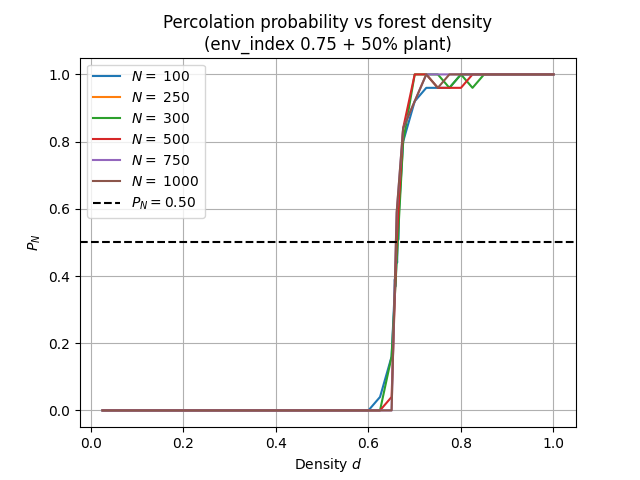 Percolation probability vs forest density
(env_index 0.75 + 50% plant)
N = 100
N = 250
N = 300
N = 500
N = 750
N = 1000
P_N = 0.50
1.0
0.8
0.6
0.4
0.2
0.0
P_N
0.0 0.2 0.4 0.6 0.8 1.0
Density d